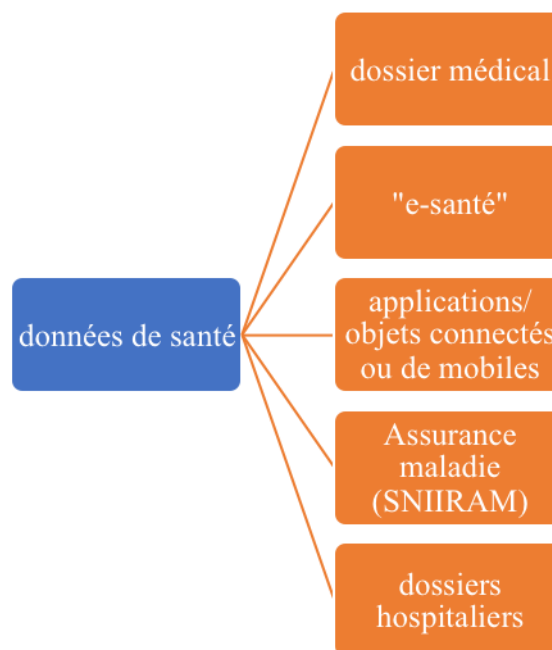 dossier médical
"e-santé"
données de santé
applications/
objets connectés
ou de mobiles
Assurance
maladie
(SNIIRAM)
dossiers
hospitaliers